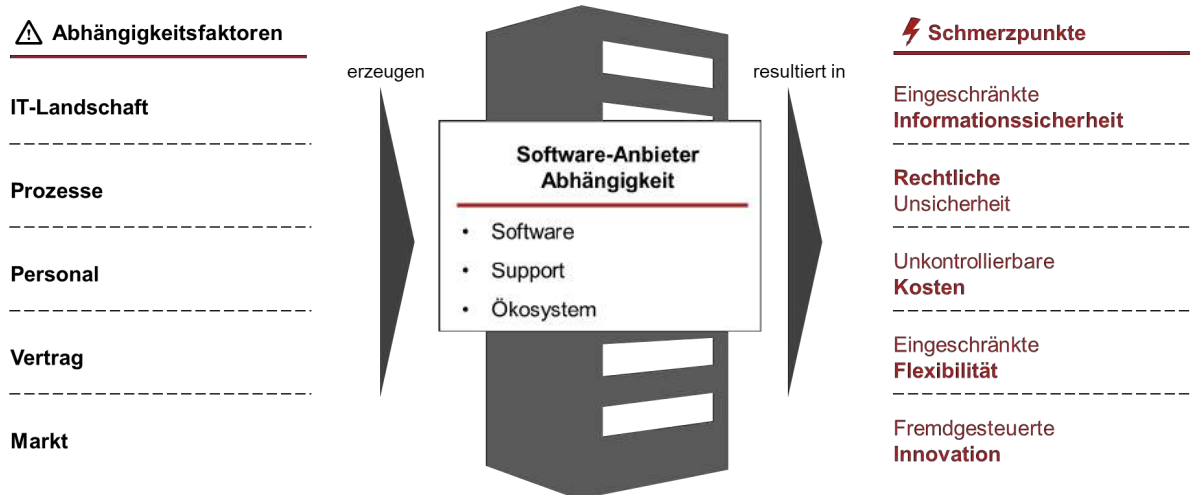 Abhängigkeitsfaktoren
IT-Landschaft
Prozesse
Personal
Vertrag
Markt
erzeugen
Software-Anbieter
Abhängigkeit
• Software
• Support
• Ökosystem
resultiert in
Schmerzpunkte
Eingeschränkte
Informationssicherheit
Rechtliche
Unsicherheit
Unkontrollierbare
Kosten
Eingeschränkte
Flexibilität
Fremdgesteuerte
Innovation